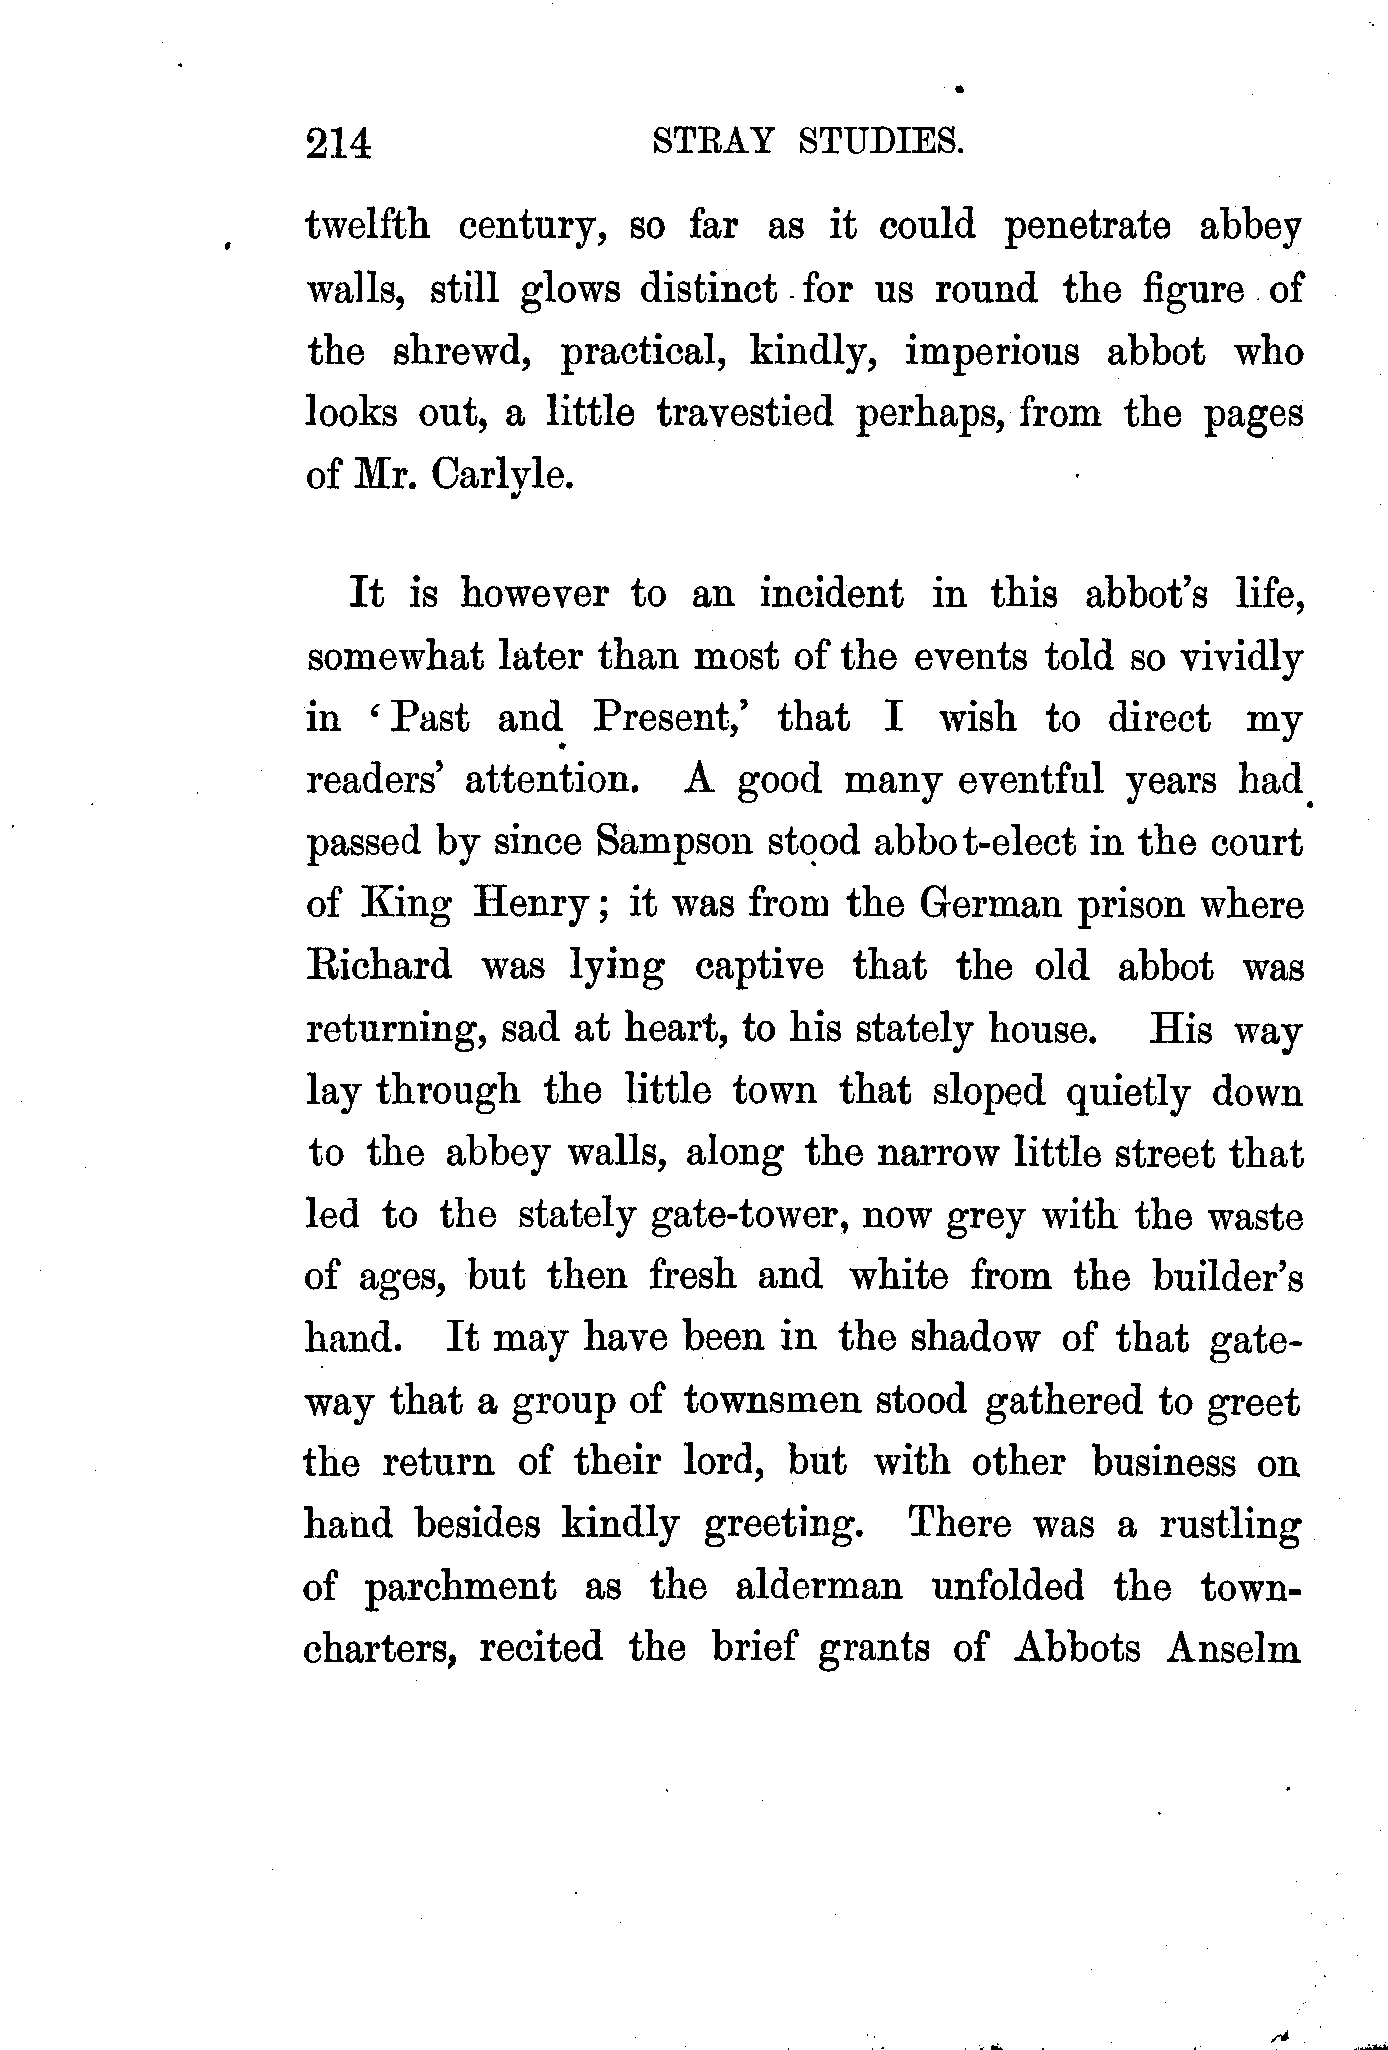 214 STRAY STUDIES.
twelfth century, so far as it could penetrate abbey
walls, still glows distinct for us round the figure of
the shrewd, practical, kindly, imperious abbot who
looks out, a little travestied perhaps, from the pages
of Mr. Carlyle.
It is however to an incident in this abbot's life,
somewhat later than most of the events told so vividly
in ‘Past and Present,’ that I wish to direct my
readers’ attention. A good many eventful years had
passed by since Sampson stood abbot-elect in the court
of King Henry; it was from the German prison where
Richard was lying captive that the old abbot was
returning, sad at heart, to his stately house. His way
lay through the little town that sloped quietly down
to the abbey walls, along the narrow little street that
led to the stately gate-tower, now grey with the waste
of ages, but then fresh and white from the builder's
hand. It may have been in the shadow of that gate-
way that a group of townsmen stood gathered to greet
the return of their lord, but with other business on
hand besides kindly greeting. There was a rustling
of parchment as the alderman unfolded the town-
charters, recited the brief grants of Abbots Anselm